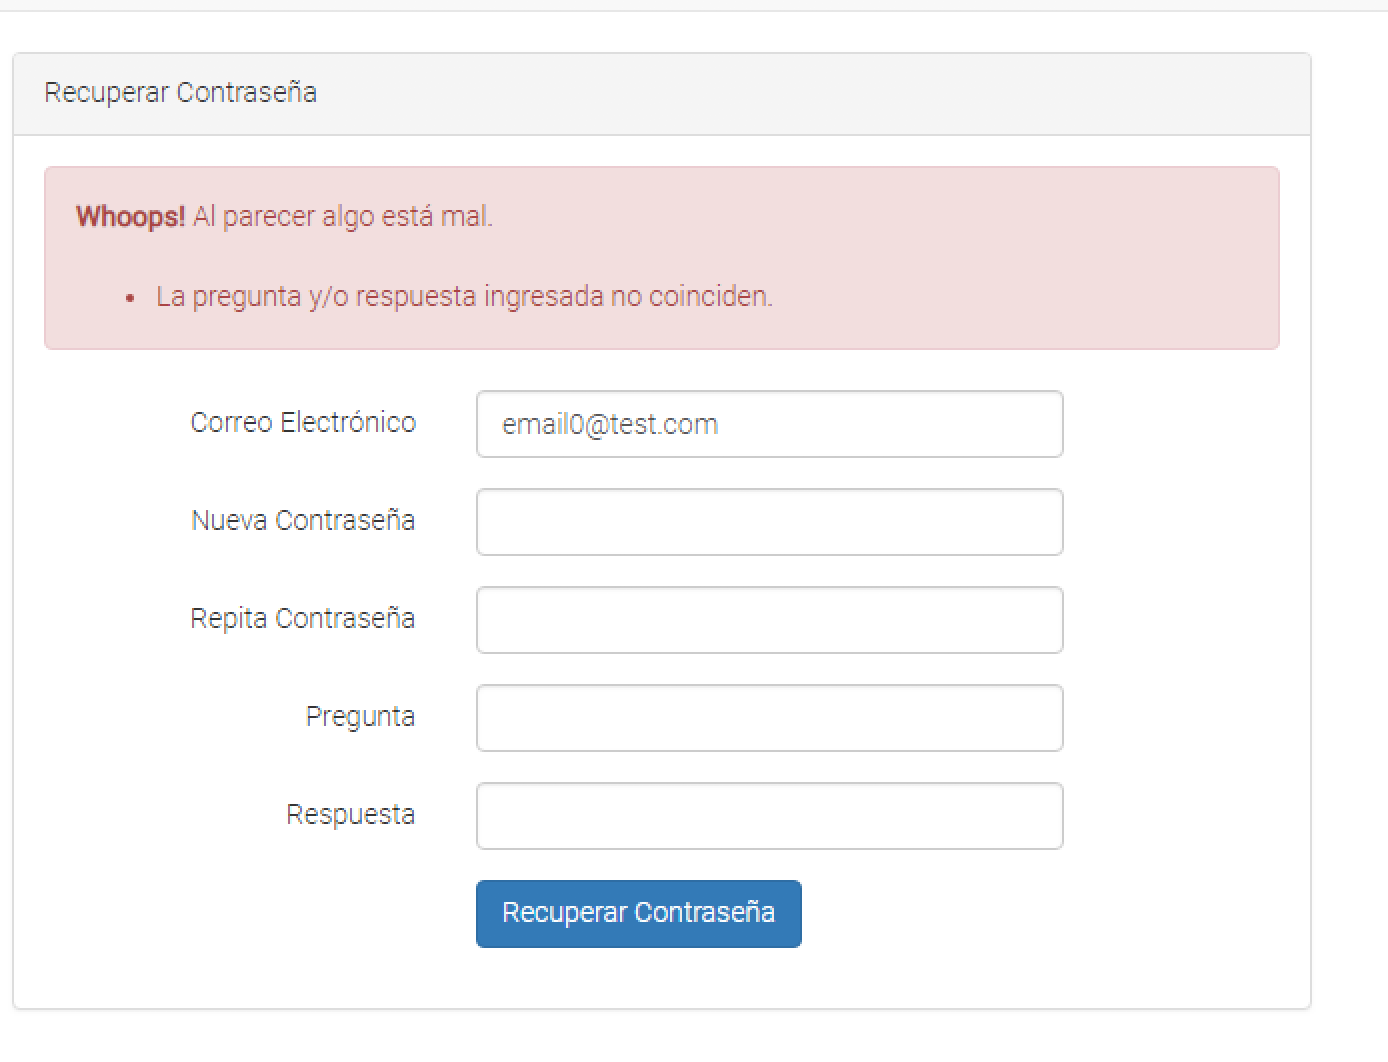 Recuperar Contraseña
Whoops! Al parecer algo está mal.
• La pregunta y/o respuesta ingresada no coinciden.
Correo Electrónico email0@test.com
Nueva Contraseña
Repita Contraseña
Pregunta
Respuesta
Recuperar Contraseña